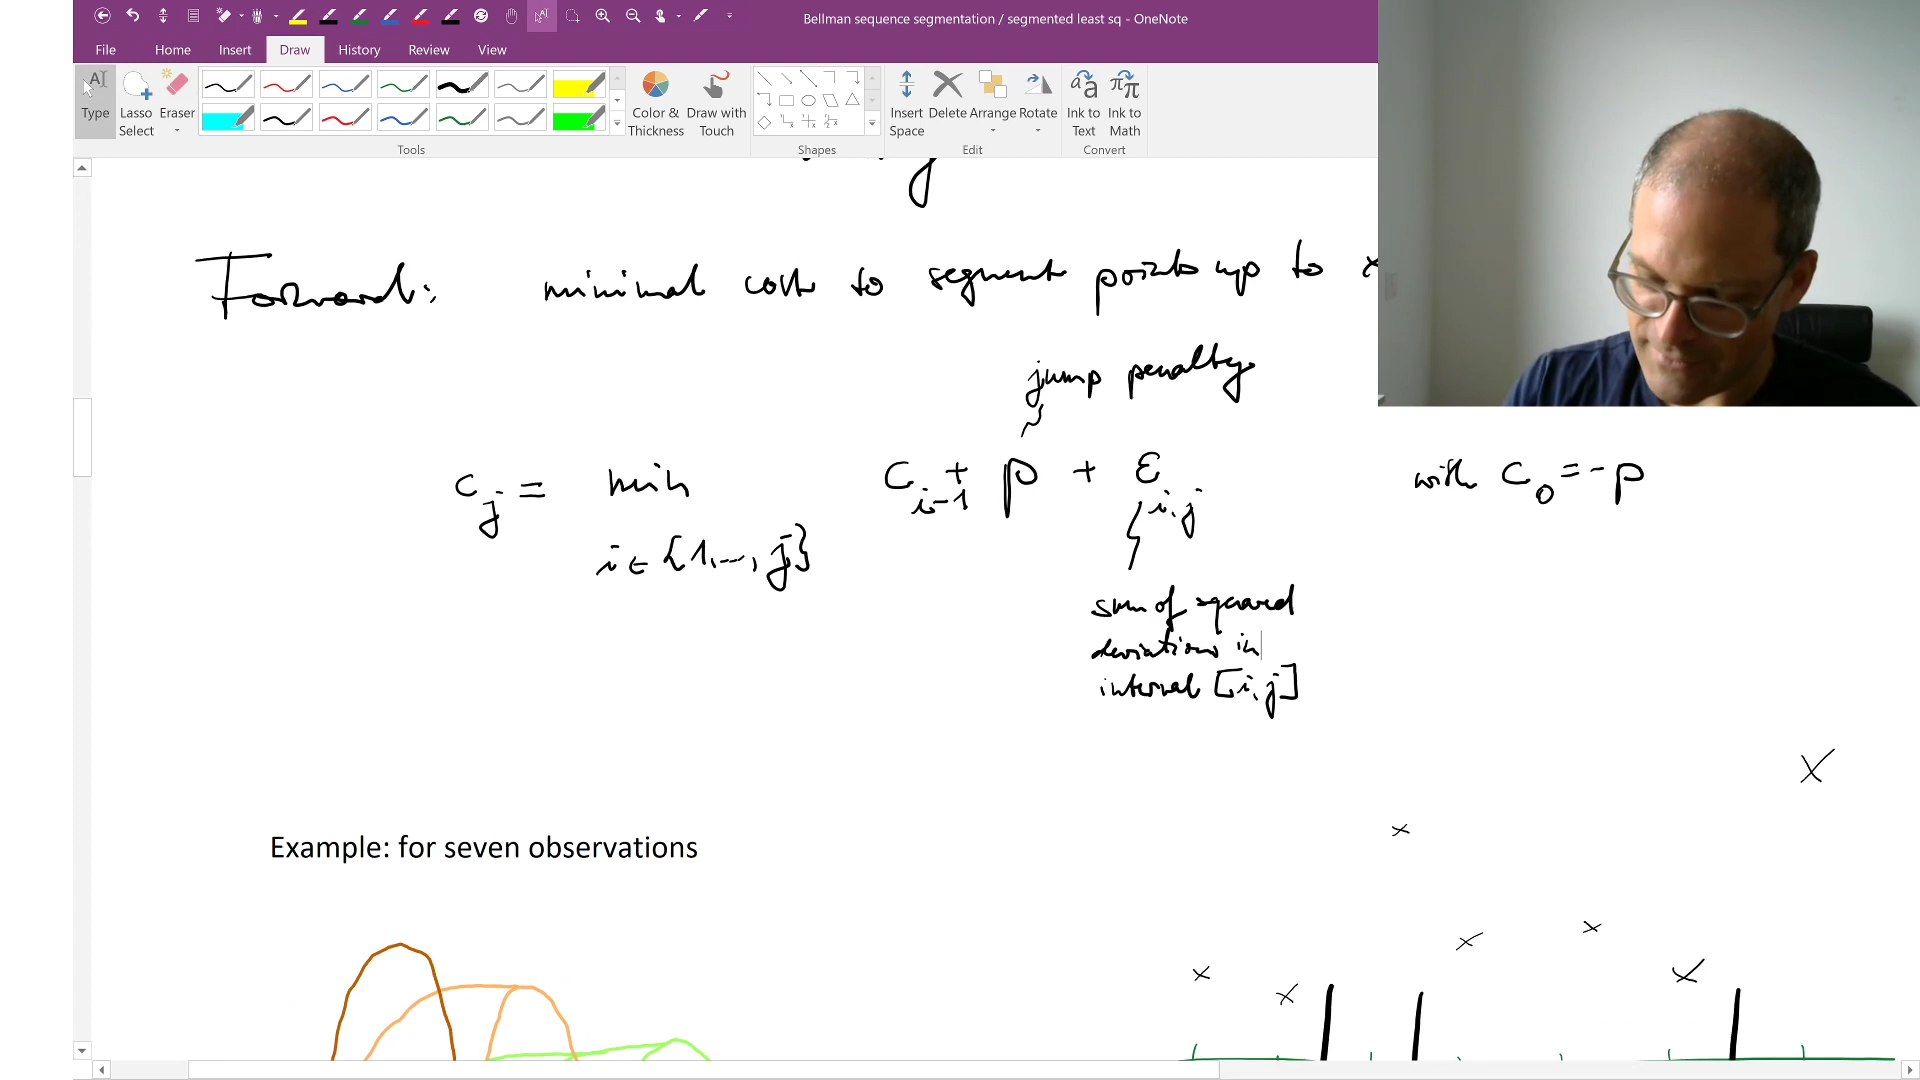 Bellman sequence segmentation / segmented least sq - OneNote
File Home Insert Draw History Review View
Type
Lasso Select
Eraser
Color & Thickness
Draw with Touch
Insert Space
Delete
Arrange
Rotate
Ink to Text
Ink to Math
Tools
Shapes
Edit
Convert
Forward: minimal cost to segment points up to x
jump penalty
c_j = min C_{i-1} + p + ε_{i,j} with C_0 = -p
i ∈ {1, ..., j}
sum of squared
deviations in
interval [i,j]
Example: for seven observations